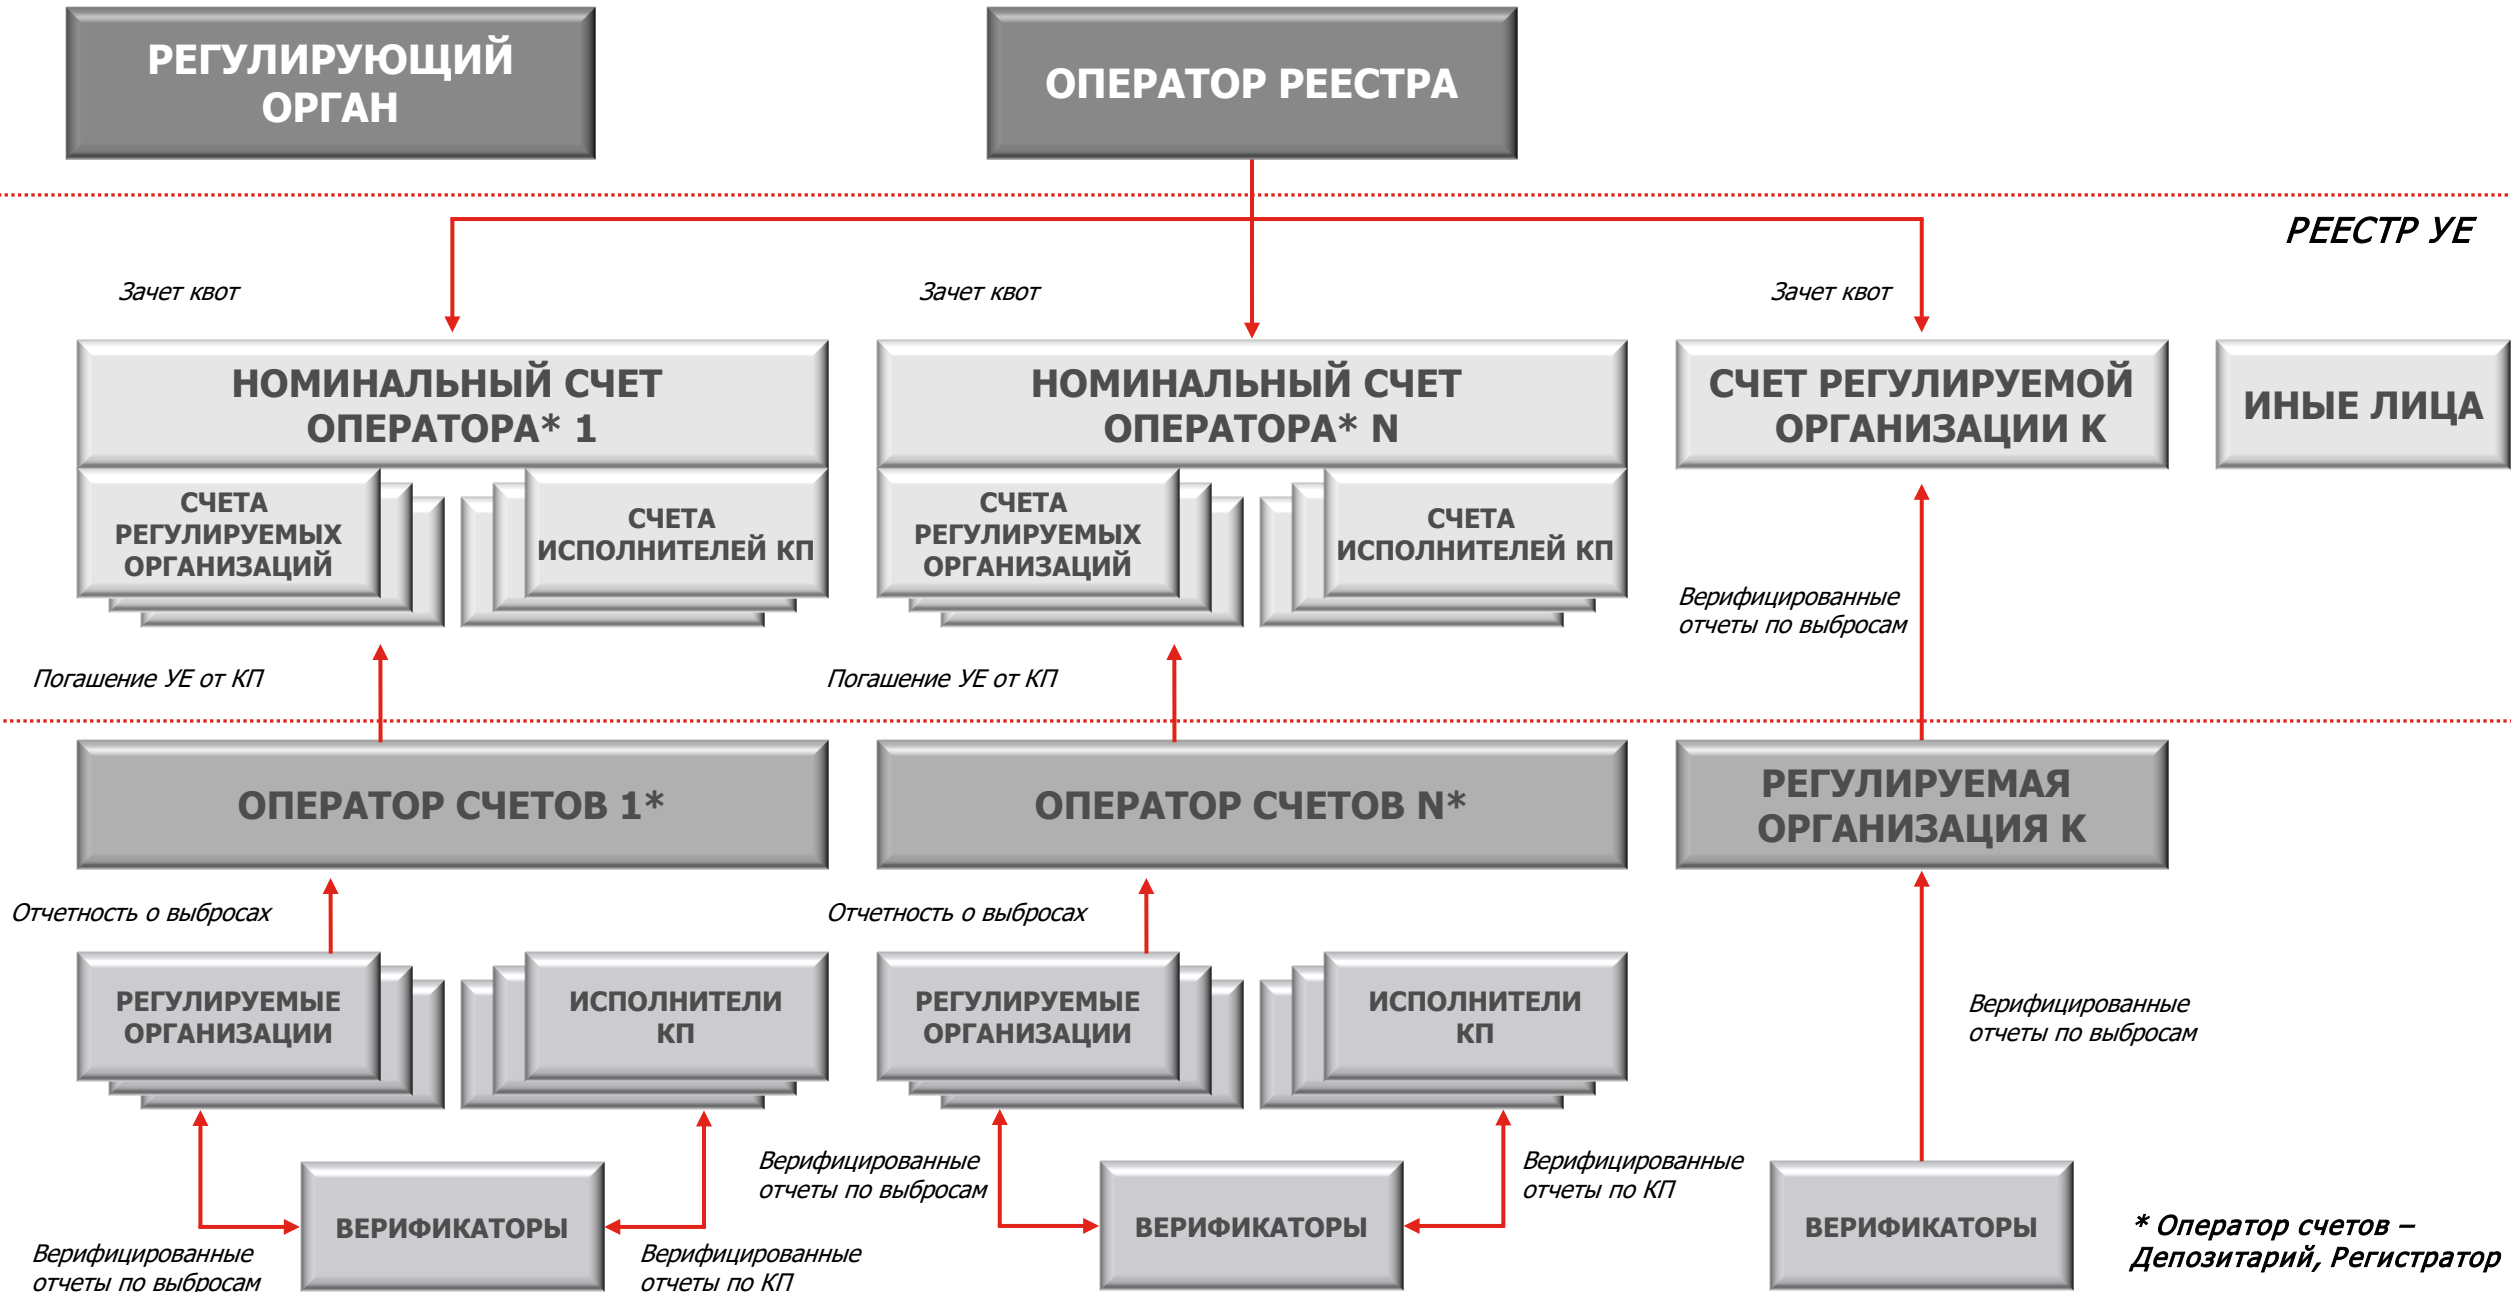 РЕГУЛИРУЮЩИЙ
ОРГАН
ОПЕРАТОР РЕЕСТРА
РЕЕСТР УЕ
Зачет квот
Зачет квот
Зачет квот
НОМИНАЛЬНЫЙ СЧЕТ
ОПЕРАТОРА* 1
НОМИНАЛЬНЫЙ СЧЕТ
ОПЕРАТОРА* N
СЧЕТ РЕГУЛИРУЕМОЙ
ОРГАНИЗАЦИИ К
ИНЫЕ ЛИЦА
СЧЕТА
РЕГУЛИРУЕМЫХ
ОРГАНИЗАЦИЙ
СЧЕТА
ИСПОЛНИТЕЛЕЙ КП
СЧЕТА
РЕГУЛИРУЕМЫХ
ОРГАНИЗАЦИЙ
СЧЕТА
ИСПОЛНИТЕЛЕЙ КП
Верифицированные
отчеты по выбросам
Погашение УЕ от КП
Погашение УЕ от КП
ОПЕРАТОР СЧЕТОВ 1*
ОПЕРАТОР СЧЕТОВ N*
РЕГУЛИРУЕМАЯ
ОРГАНИЗАЦИЯ К
Отчетность о выбросах
Отчетность о выбросах
РЕГУЛИРУЕМЫЕ
ОРГАНИЗАЦИИ
ИСПОЛНИТЕЛИ
КП
РЕГУЛИРУЕМЫЕ
ОРГАНИЗАЦИИ
ИСПОЛНИТЕЛИ
КП
Верифицированные
отчеты по выбросам
Верифицированные
отчеты по выбросам
Верифицированные
отчеты по КП
ВЕРИФИКАТОРЫ
ВЕРИФИКАТОРЫ
ВЕРИФИКАТОРЫ
* Оператор счетов –
Депозитарий, Регистратор
Верифицированные
отчеты по выбросам
Верифицированные
отчеты по КП